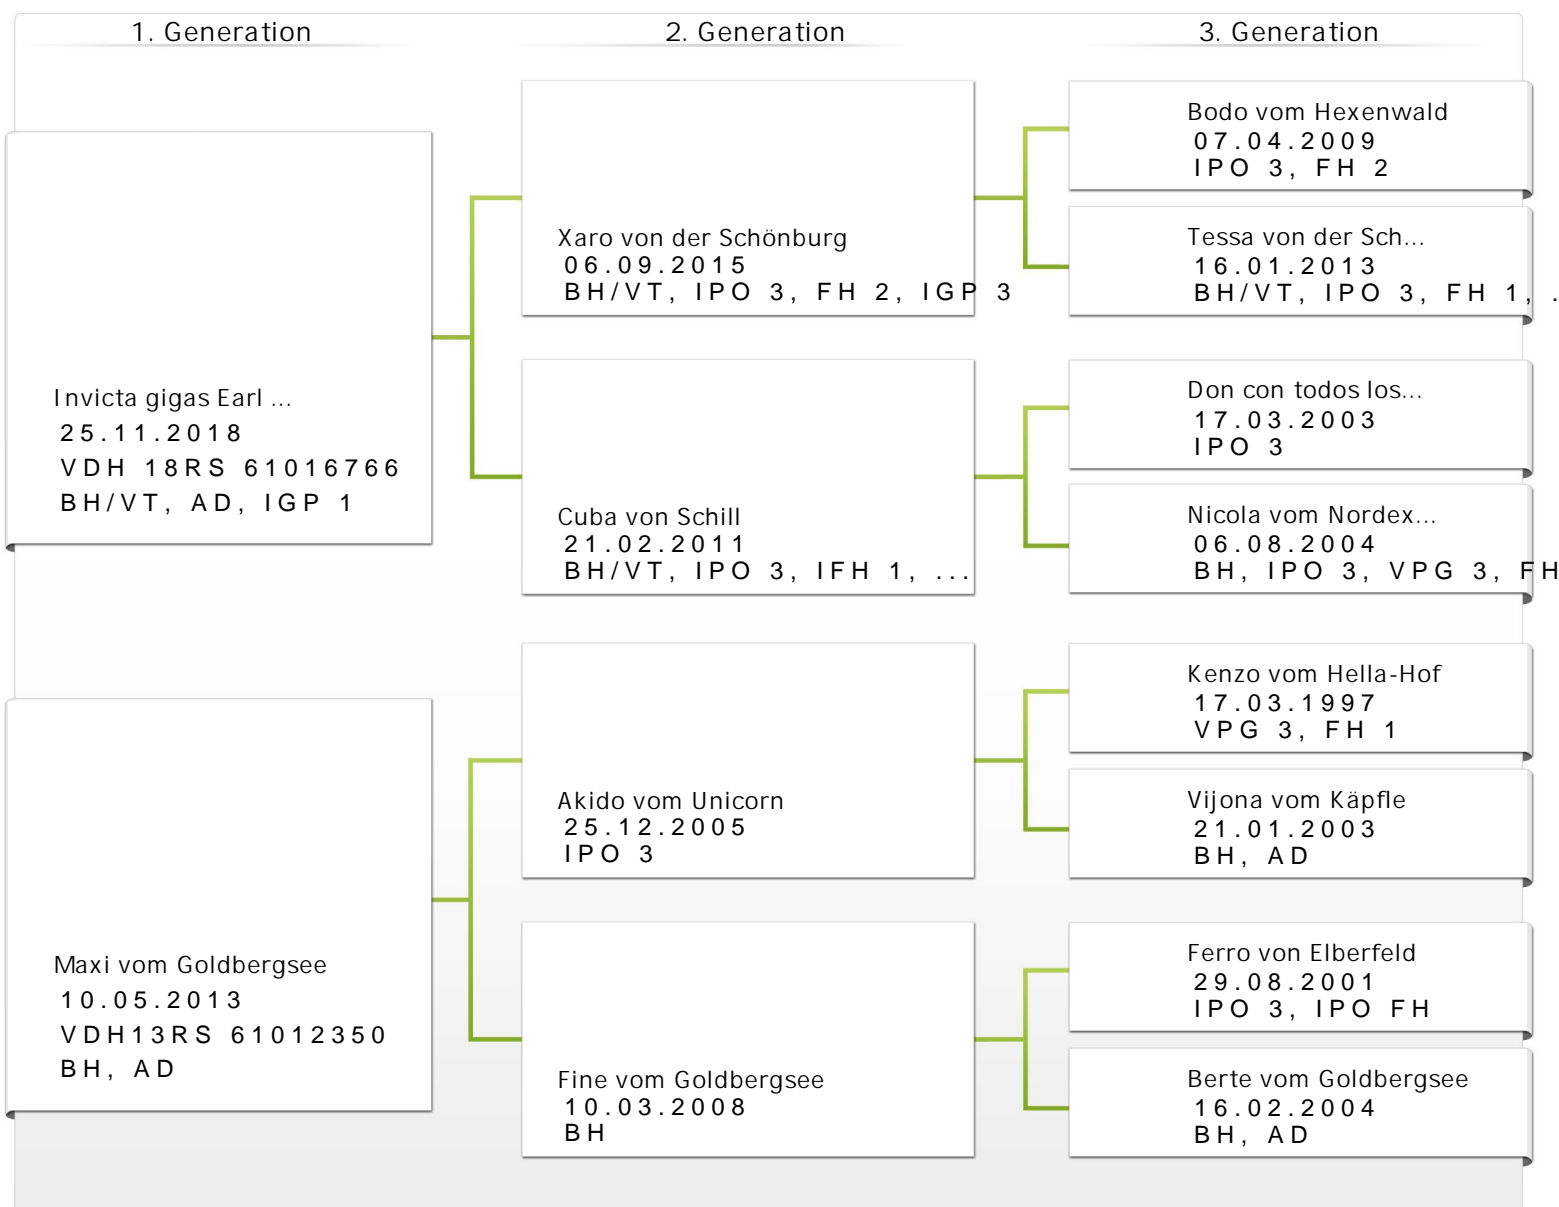 1. Generation
2. Generation
3. Generation
Invicta gigas Earl ...
25.11.2018
VDH 18RS 61016766
BH/VT, AD, IGP 1
Xaro von der Schönburg
06.09.2015
BH/VT, IPO 3, FH 2, IGP 3
Bodo vom Hexenwald
07.04.2009
IPO 3, FH 2
Tessa von der Sch...
16.01.2013
BH/VT, IPO 3, FH 1, .
Cuba von Schill
21.02.2011
BH/VT, IPO 3, IFH 1, ...
Don con todos los...
17.03.2003
IPO 3
Nicola vom Nordex...
06.08.2004
BH, IPO 3, VPG 3, FH
Maxi vom Goldbergsee
10.05.2013
VDH13RS 61012350
BH, AD
Akido vom Unicorn
25.12.2005
IPO 3
Kenzo vom Hella-Hof
17.03.1997
VPG 3, FH 1
Vijona vom Käpfle
21.01.2003
BH, AD
Fine vom Goldbergsee
10.03.2008
BH
Ferro von Elberfeld
29.08.2001
IPO 3, IPO FH
Berte vom Goldbergsee
16.02.2004
BH, AD